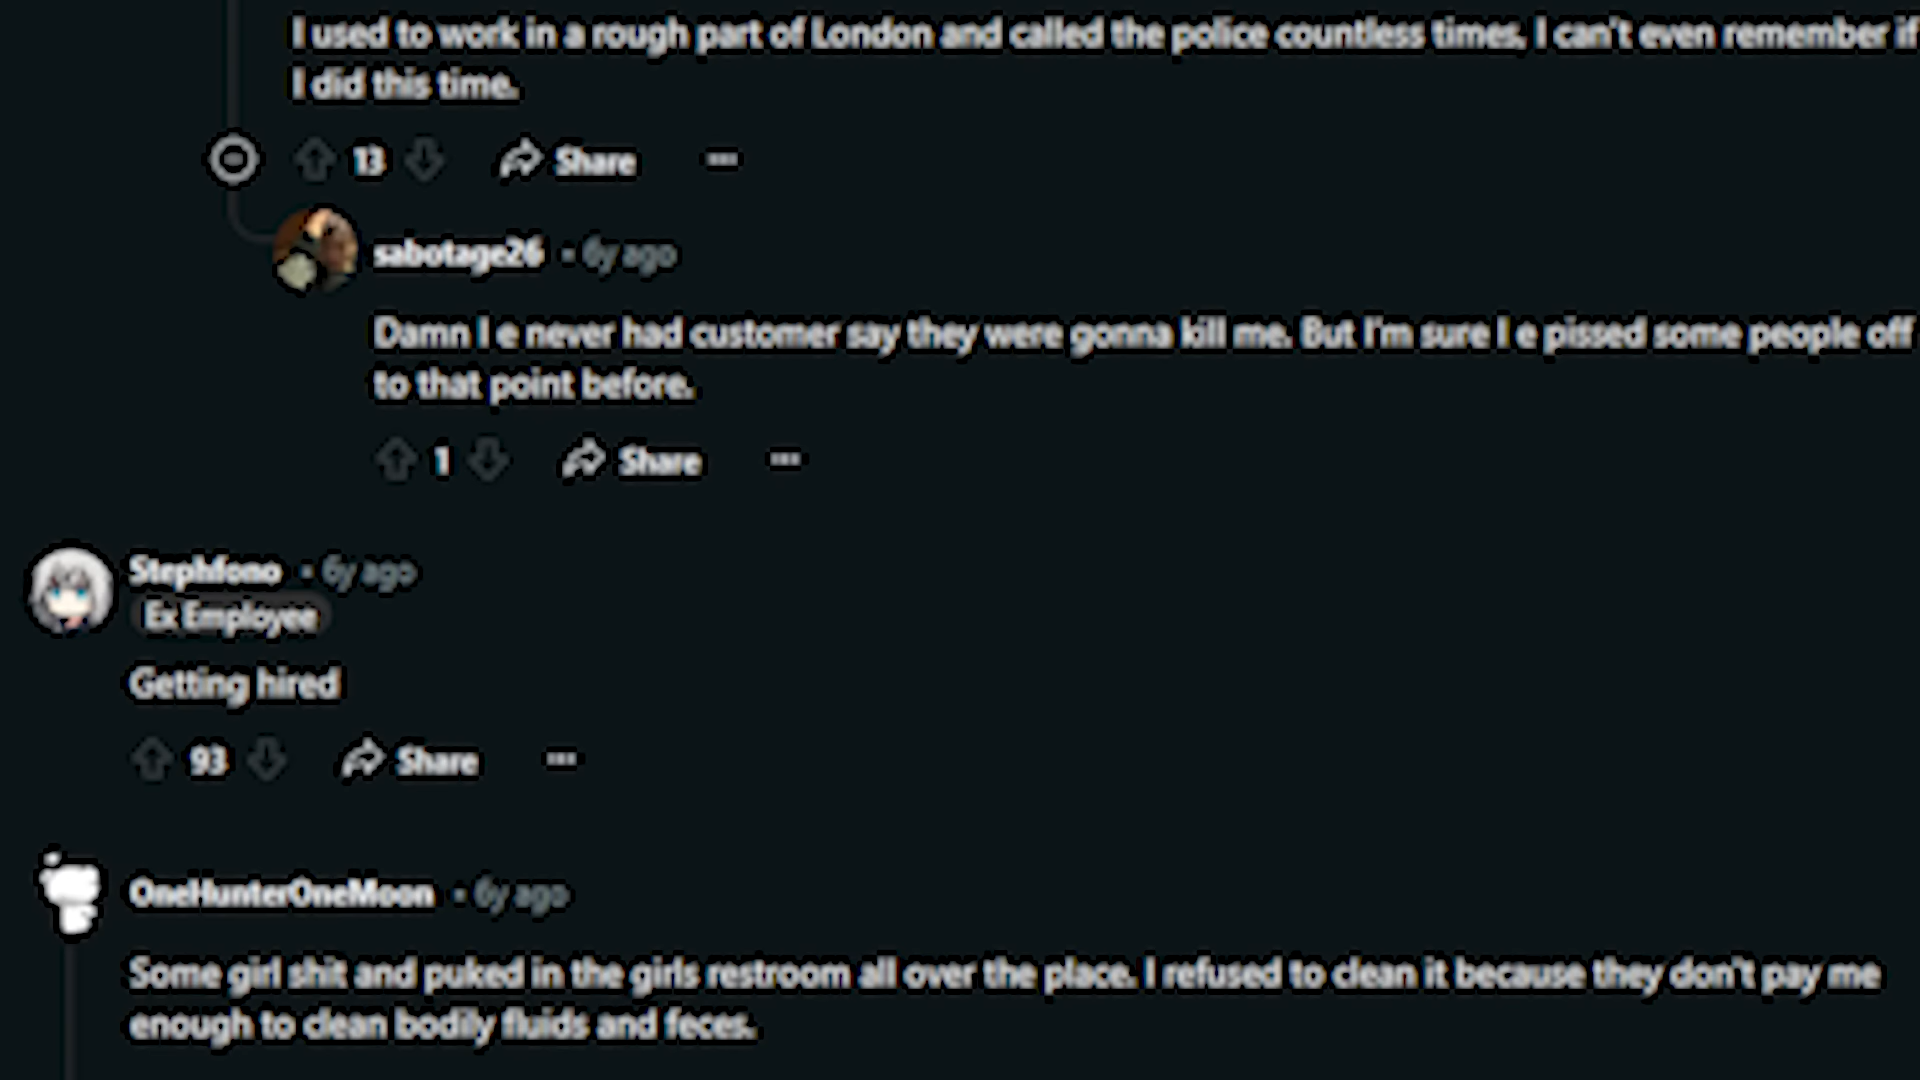 I used to work in a rough part of London and called the police countless times, I can't even remember if
I did this time.
13 Share ...
sabotage26 • 6y ago
Damn I e never had customer say they were gonna kill me. But I'm sure I e pissed some people off
to that point before.
1 Share ...
Stephfono • 6y ago
Ex Employee
Getting hired
93 Share ...
OneHunterOneMoon • 6y ago
Some girl shit and puked in the girls restroom all over the place. I refused to clean it because they don't pay me
enough to clean bodily fluids and feces.